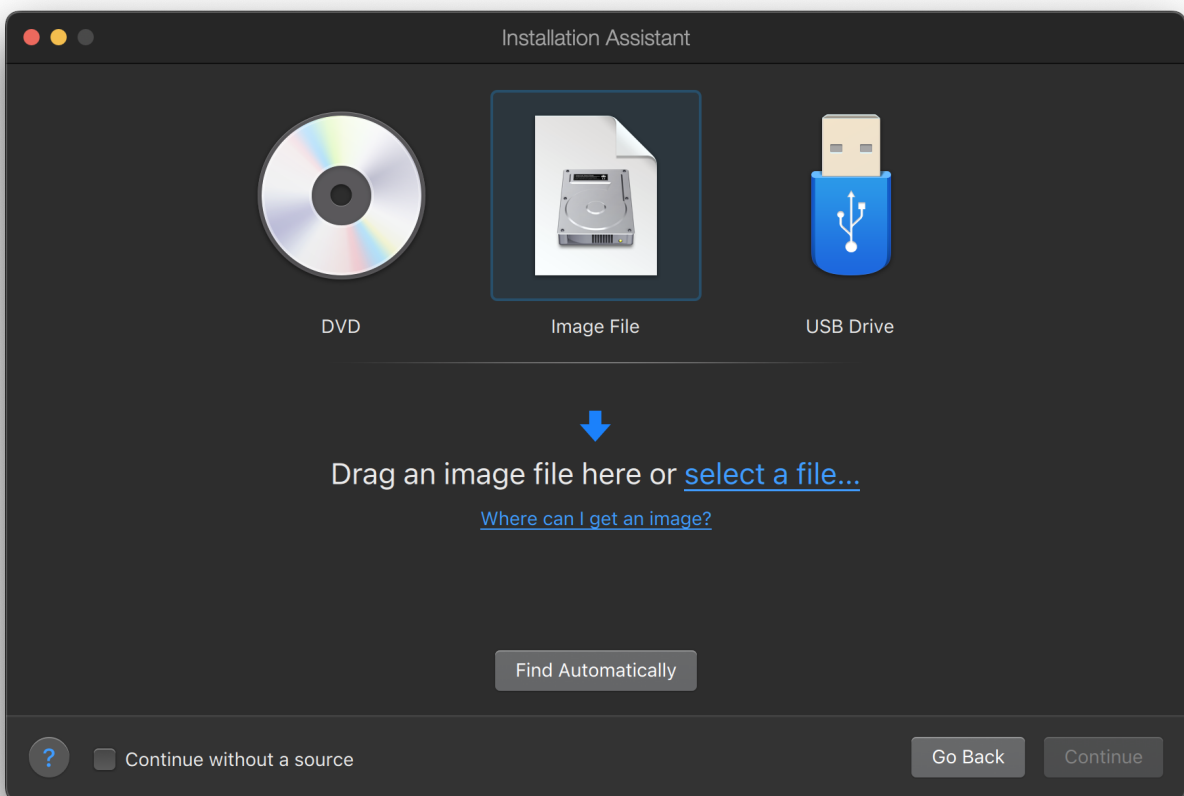 Installation Assistant
DVD
Image File
USB Drive
Drag an image file here or select a file...
Where can I get an image?
Find Automatically
?
Continue without a source
Go Back
Continue